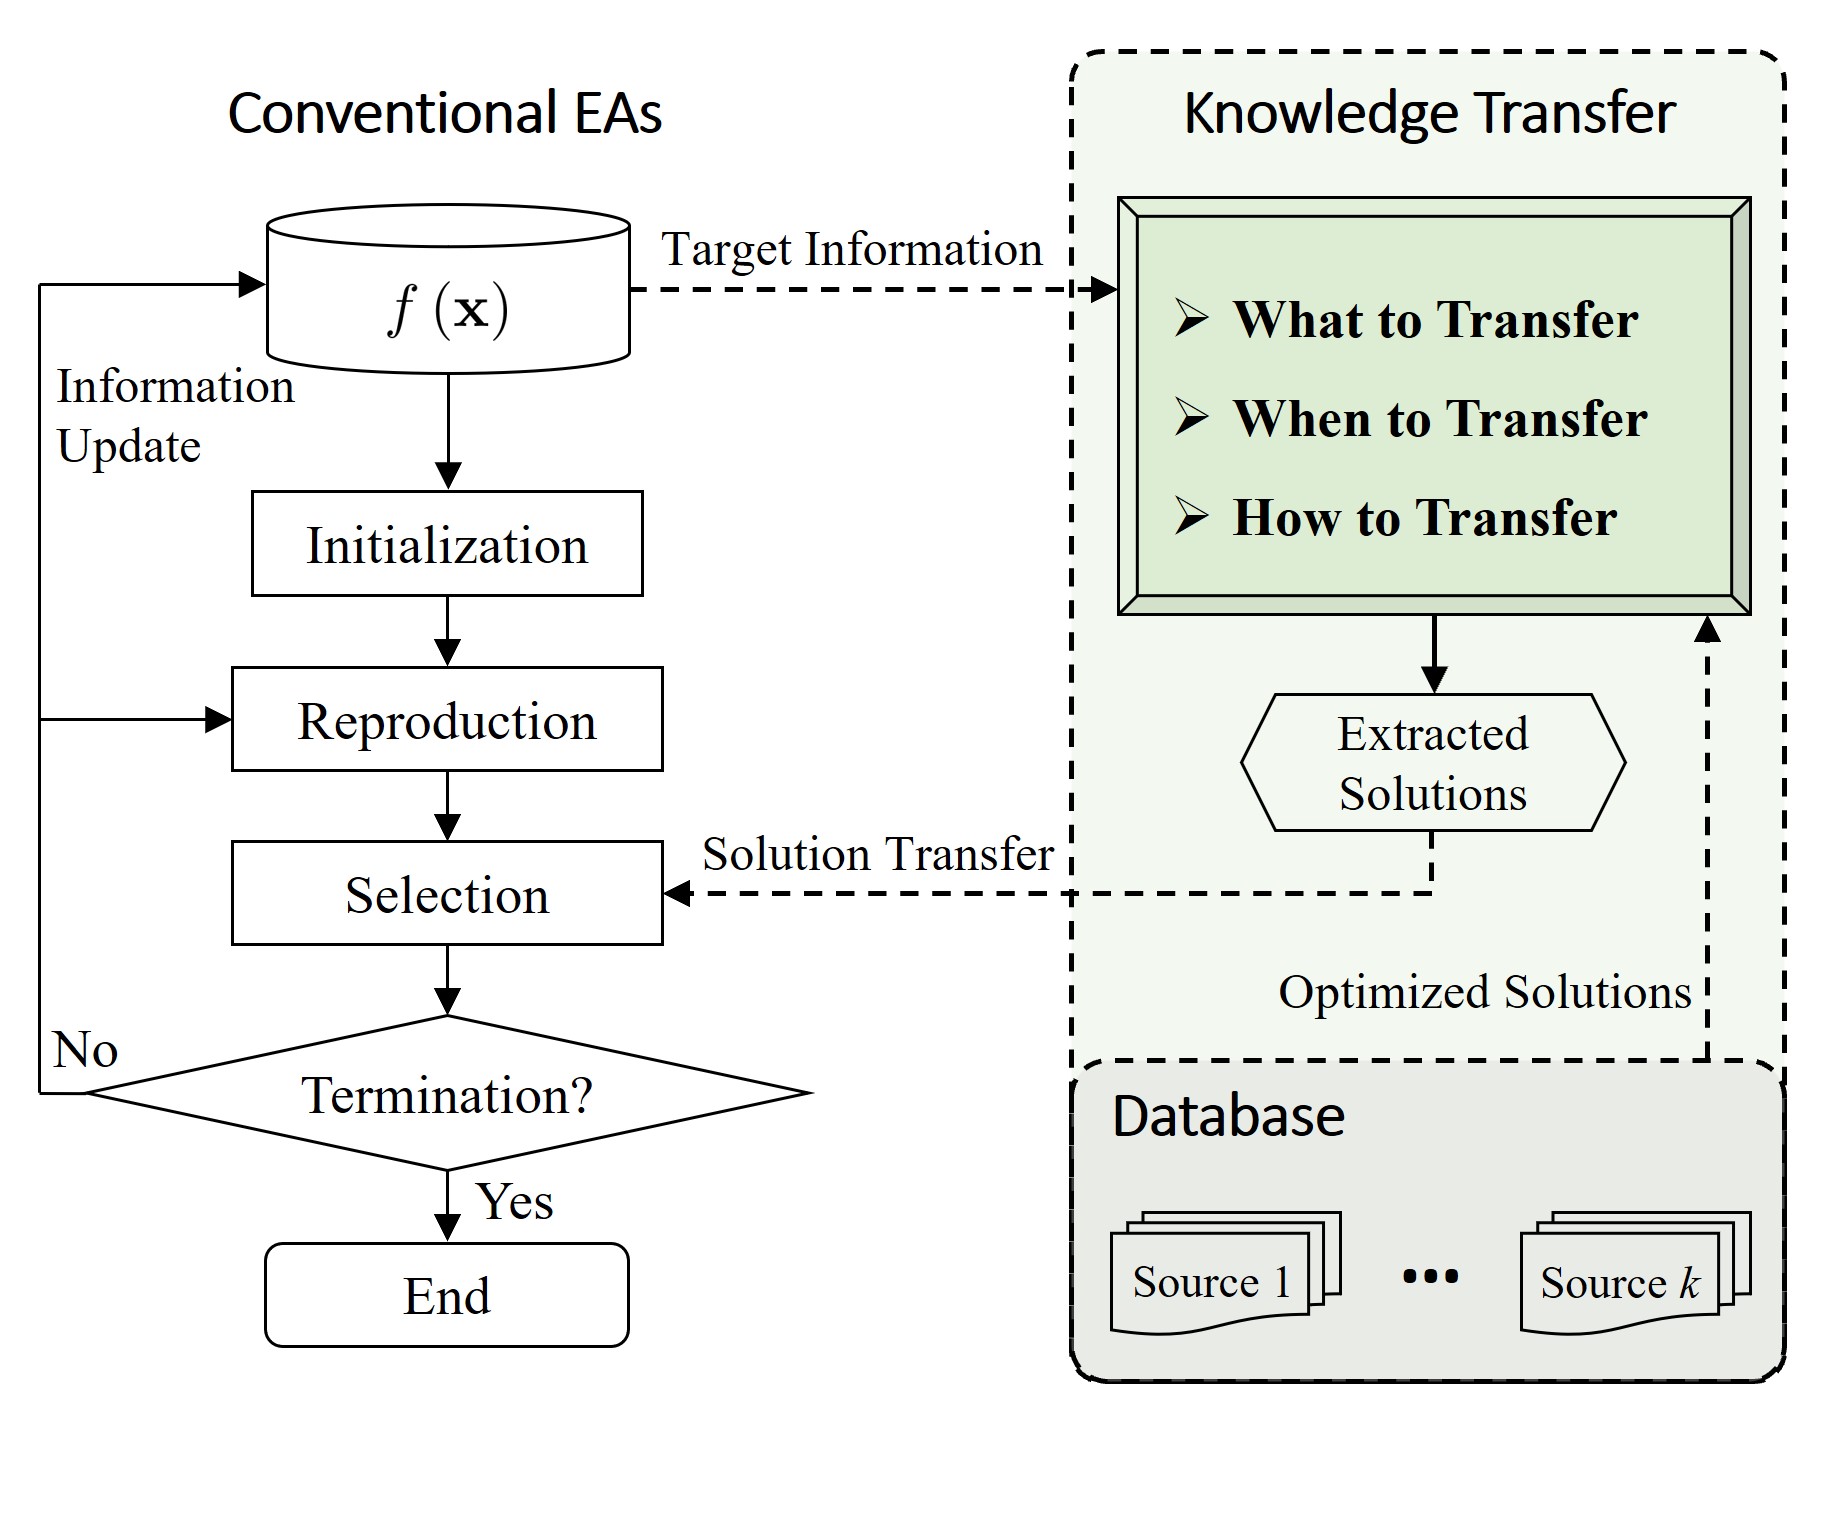 Conventional EAs
f (x)
Information
Update
Initialization
Reproduction
Selection
Termination?
No
Yes
End
Target Information
Solution Transfer
Knowledge Transfer
➢ What to Transfer
➢ When to Transfer
➢ How to Transfer
Extracted
Solutions
Optimized Solutions
Database
Source 1
•••
Source k